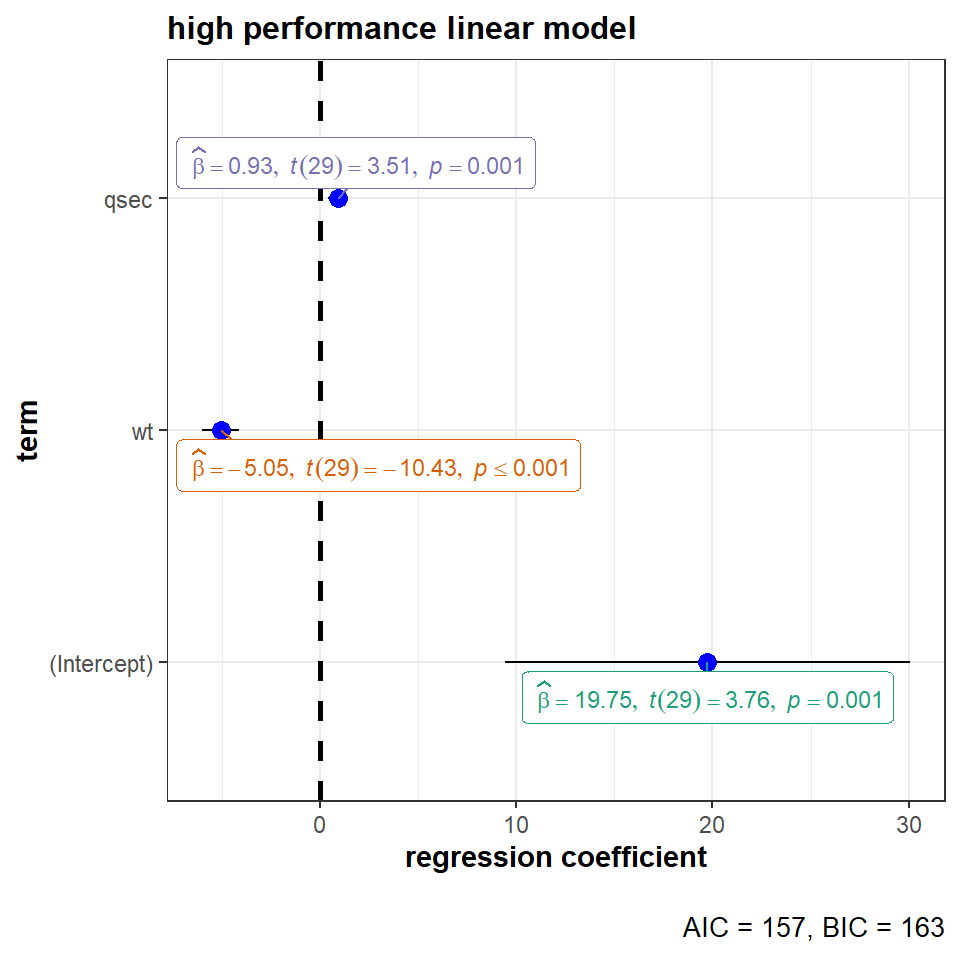 high performance linear model
β̂ = 0.93, t(29) = 3.51, p = 0.001
qsec
term
wt
β̂ = −5.05, t(29) = −10.43, p ≤ 0.001
(Intercept)
β̂ = 19.75, t(29) = 3.76, p = 0.001
0 10 20 30
regression coefficient
AIC = 157, BIC = 163